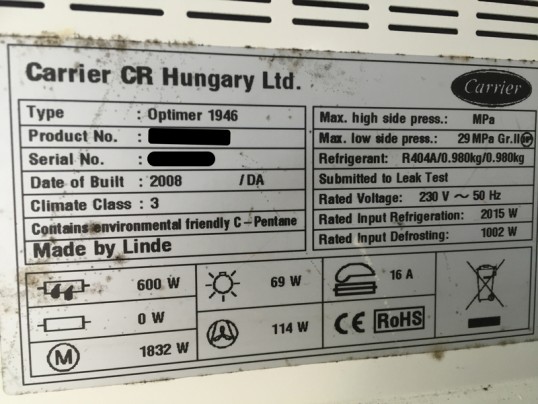 Carrier CR Hungary Ltd.
Carrier
Type : Optimer 1946
Product No. :
Serial No. :
Date of Built : 2008 /DA
Climate Class : 3
Contains environmental friendly C-Pentane
Made by Linde
Max. high side press.: MPa
Max. low side press.: 29 MPa Gr.II
Refrigerant: R404A/0.980kg/0.980kg
Submitted to Leak Test
Rated Voltage: 230 V ~ 50 Hz
Rated Input Refrigeration: 2015 W
Rated Input Defrosting: 1002 W
600 W
69 W
16 A
0 W
114 W
CE RoHS
M 1832 W